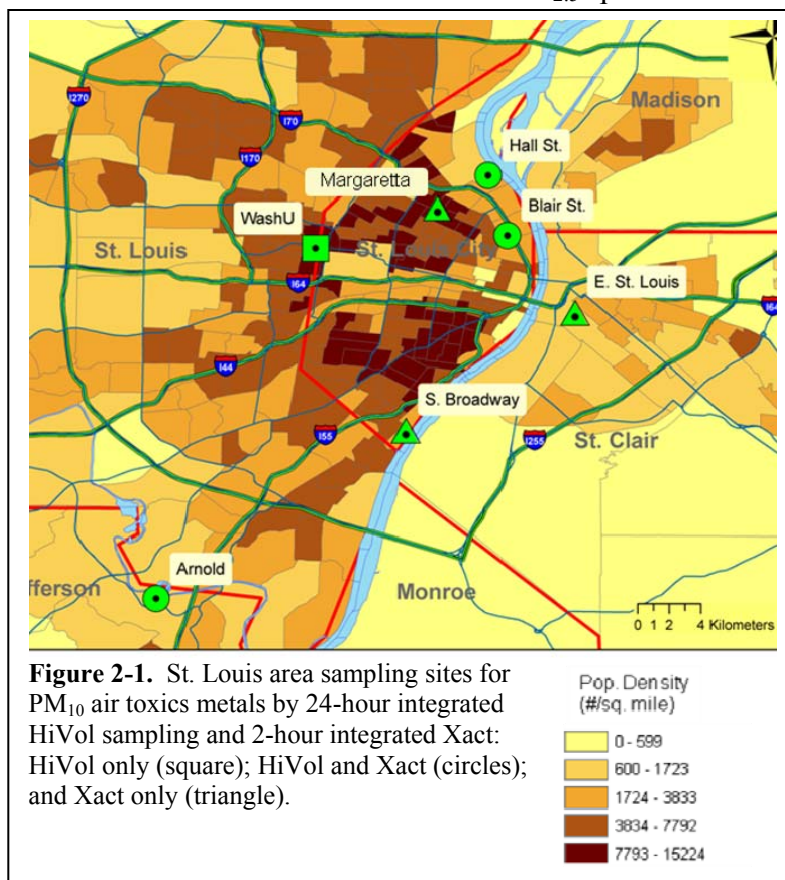 2.5
I270
I70
Madison
I170
Hall St.
Margaretta
Blair St.
WashU
St. Louis
St. Louis City
E. St. Louis
I64
I64
I44
S. Broadway
I55
I255
St. Clair
Arnold
fferson
Monroe
0 1 2 4 Kilometers
Figure 2-1. St. Louis area sampling sites for
PM10 air toxics metals by 24-hour integrated
HiVol sampling and 2-hour integrated Xact:
HiVol only (square); HiVol and Xact (circles);
and Xact only (triangle).
Pop. Density
(#/sq. mile)
0 - 599
600 - 1723
1724 - 3833
3834 - 7792
7793 - 15224